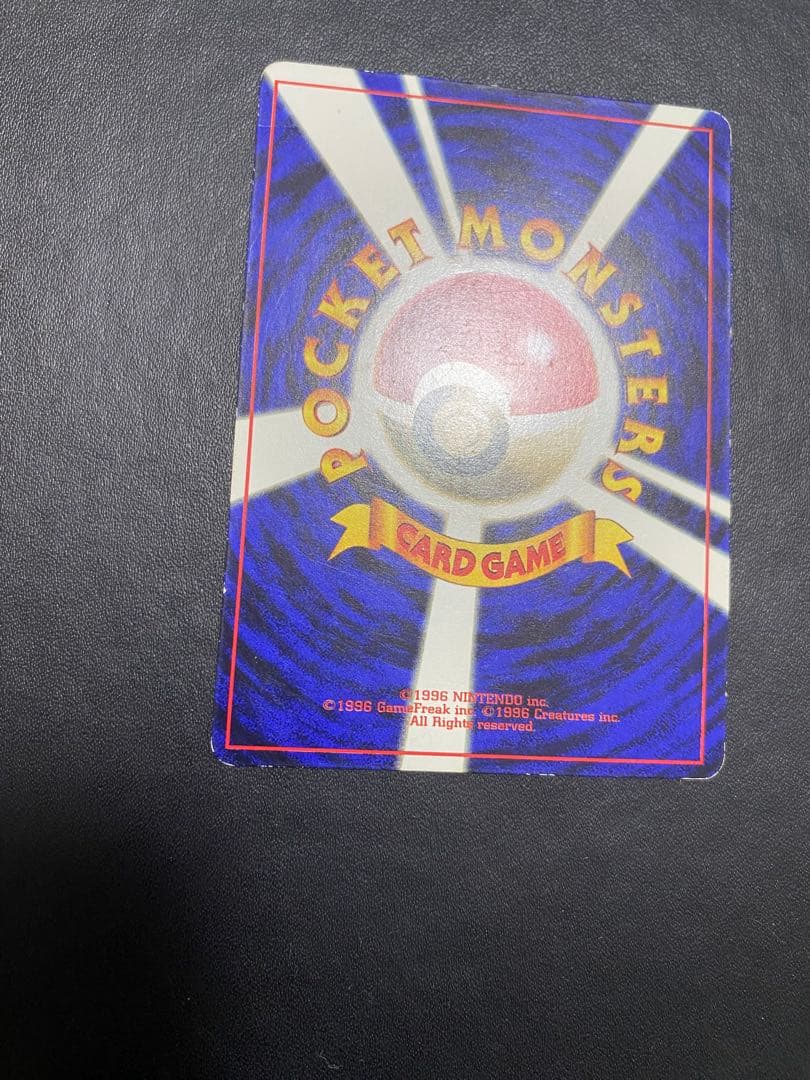 POCKET MONSTERS
CARD GAME
©1996 NINTENDO inc.
©1996 GameFreak inc. ©1996 Creatures inc.
All Rights reserved.